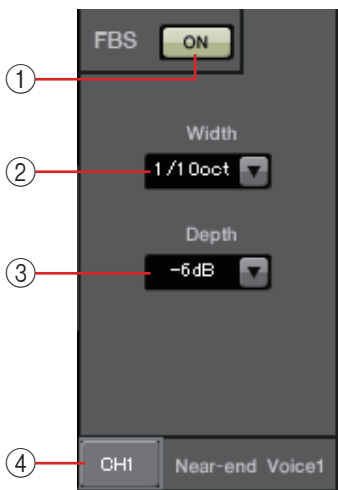 FBS ON
①
Width
② 1/10oct
Depth
③ -6dB
④ CH1 Near-end Voice1